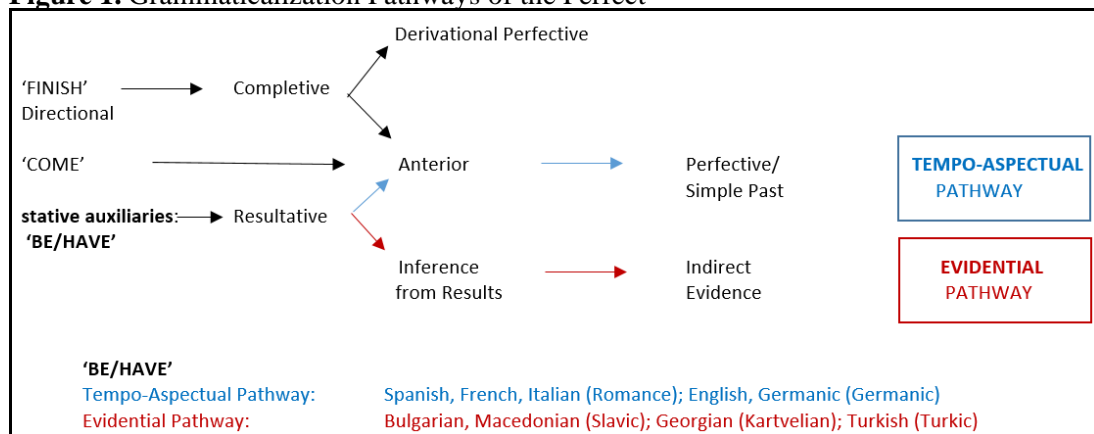 Figure 1. Grammaticalization Pathways of the Perfect
Derivational Perfective
‘FINISH’ Completive
Directional
‘COME’ Anterior Perfective/ TEMPO-ASPECTUAL
Simple Past PATHWAY
stative auxiliaries: Resultative
‘BE/HAVE’
Inference Indirect EVIDENTIAL
from Results Evidence PATHWAY
‘BE/HAVE’
Tempo-Aspectual Pathway: Spanish, French, Italian (Romance); English, Germanic (Germanic)
Evidential Pathway: Bulgarian, Macedonian (Slavic); Georgian (Kartvelian); Turkish (Turkic)